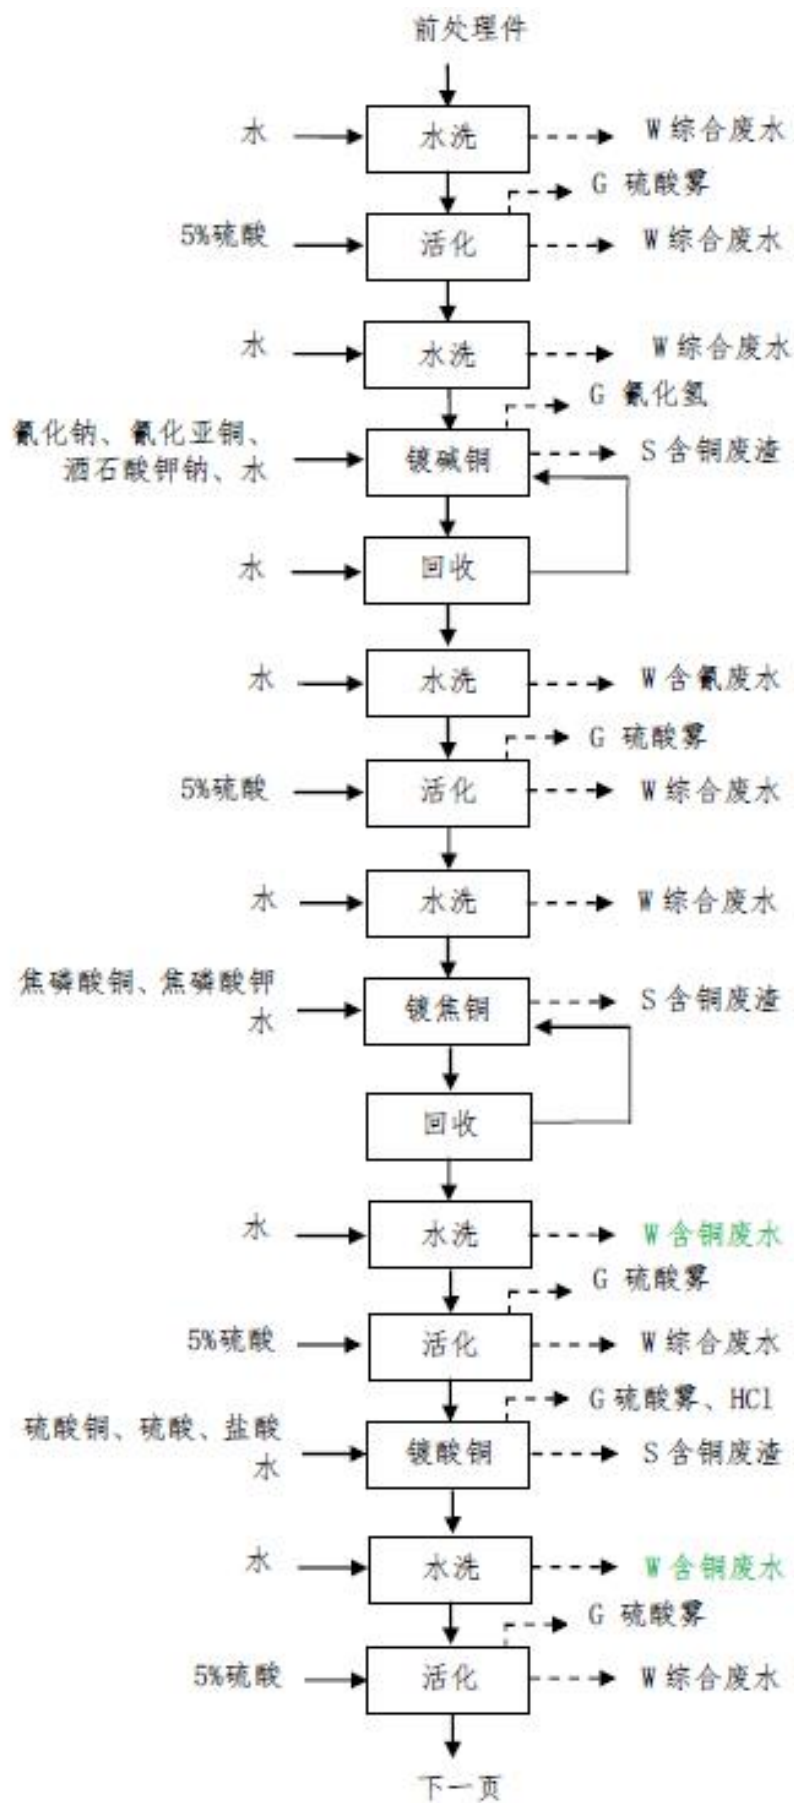 前处理件
水
水洗
W 综合废水
G 硫酸雾
5%硫酸
活化
W 综合废水
水
水洗
W 综合废水
G 氰化氢
氰化钠、氰化亚铜、
酒石酸钾钠、水
镀碱铜
S 含铜废渣
水
回收
水
水洗
W 含氰废水
G 硫酸雾
5%硫酸
活化
W 综合废水
水
水洗
W 综合废水
焦磷酸铜、焦磷酸钾
水
镀焦铜
S 含铜废渣
回收
水
水洗
W 含铜废水
G 硫酸雾
5%硫酸
活化
W 综合废水
G 硫酸雾、HCl
硫酸铜、硫酸、盐酸
水
镀酸铜
S 含铜废渣
水
水洗
W 含铜废水
G 硫酸雾
5%硫酸
活化
W 综合废水
下一页